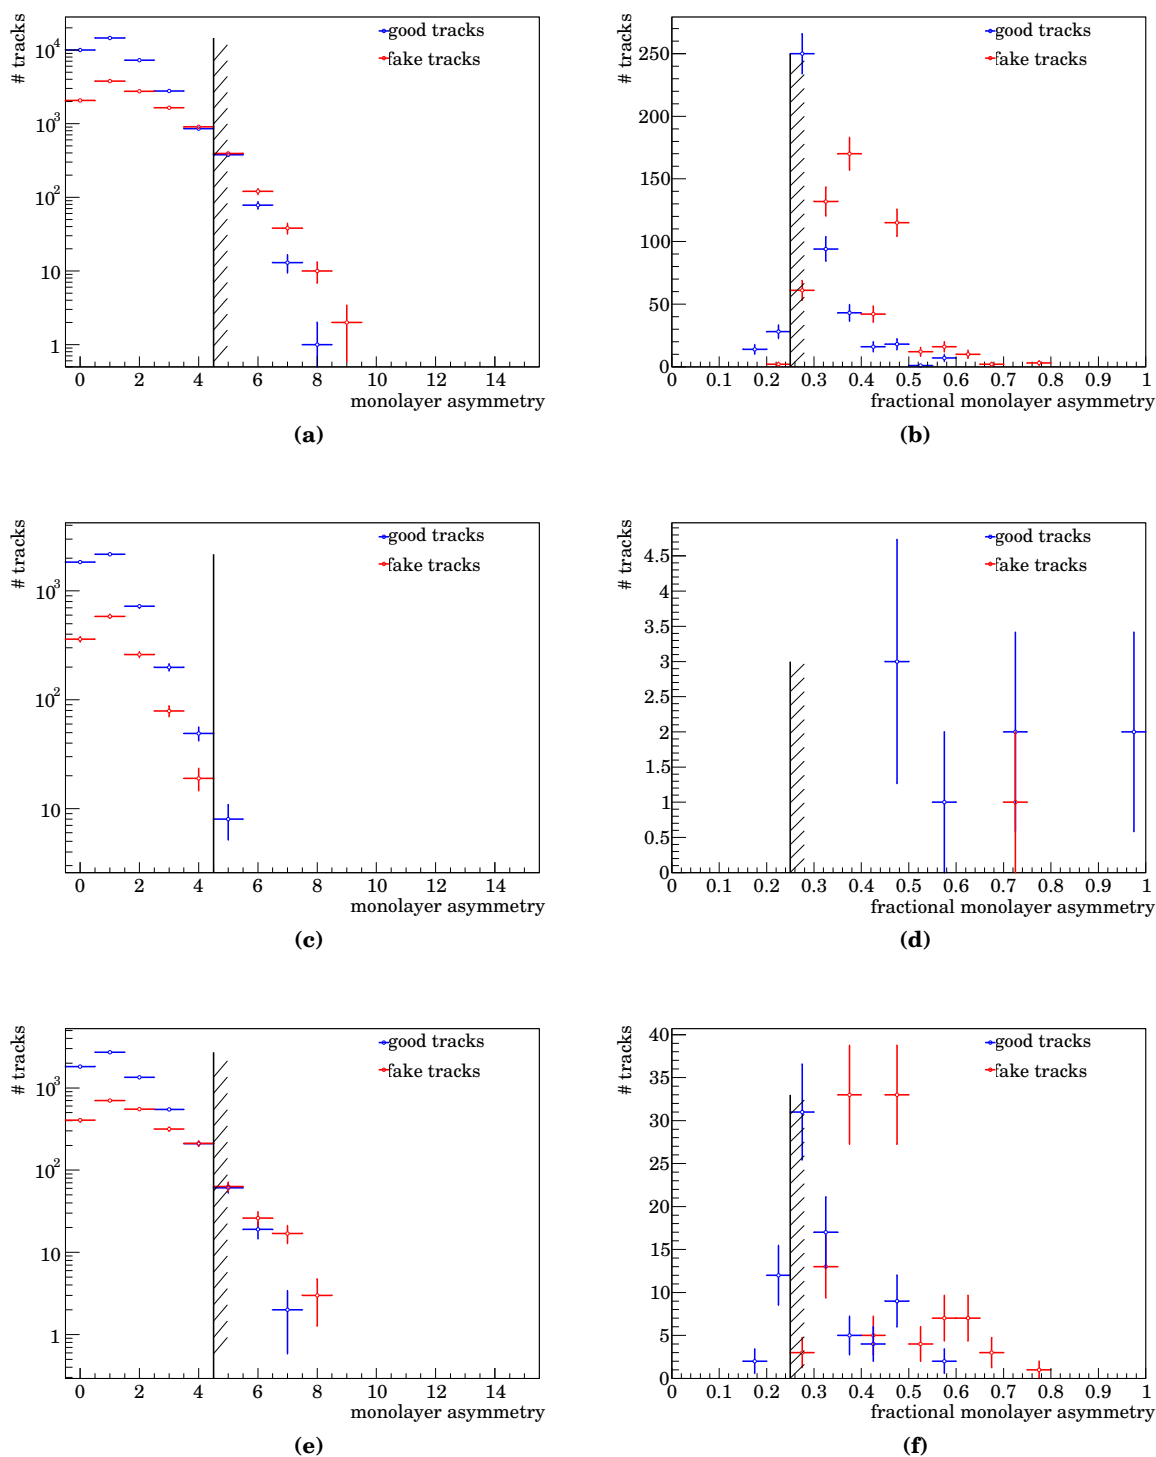 # tracks
good tracks
fake tracks
10^4
10^3
10^2
10
1
0 2 4 6 8 10 12 14
monolayer asymmetry
(a)
# tracks
good tracks
fake tracks
250
200
150
100
50
0
0 0.1 0.2 0.3 0.4 0.5 0.6 0.7 0.8 0.9 1
fractional monolayer asymmetry
(b)
# tracks
good tracks
fake tracks
10^3
10^2
10
0 2 4 6 8 10 12 14
monolayer asymmetry
(c)
# tracks
good tracks
fake tracks
4.5
4
3.5
3
2.5
2
1.5
1
0.5
0
0 0.1 0.2 0.3 0.4 0.5 0.6 0.7 0.8 0.9 1
fractional monolayer asymmetry
(d)
# tracks
good tracks
fake tracks
10^3
10^2
10
1
0 2 4 6 8 10 12 14
monolayer asymmetry
(e)
# tracks
good tracks
fake tracks
40
35
30
25
20
15
10
5
0
0 0.1 0.2 0.3 0.4 0.5 0.6 0.7 0.8 0.9 1
fractional monolayer asymmetry
(f)